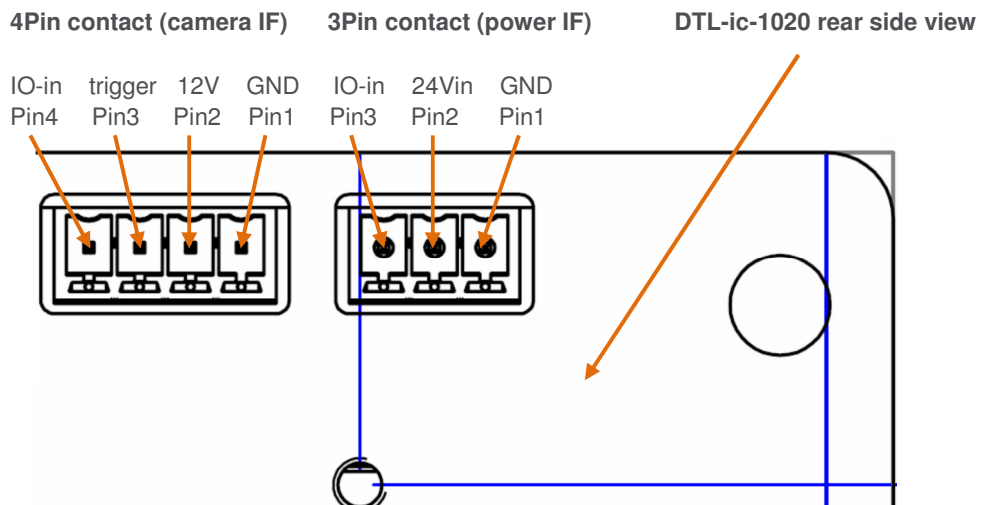 4Pin contact (camera IF) 3Pin contact (power IF) DTL-ic-1020 rear side view
IO-in trigger 12V GND IO-in 24Vin GND
Pin4 Pin3 Pin2 Pin1 Pin3 Pin2 Pin1